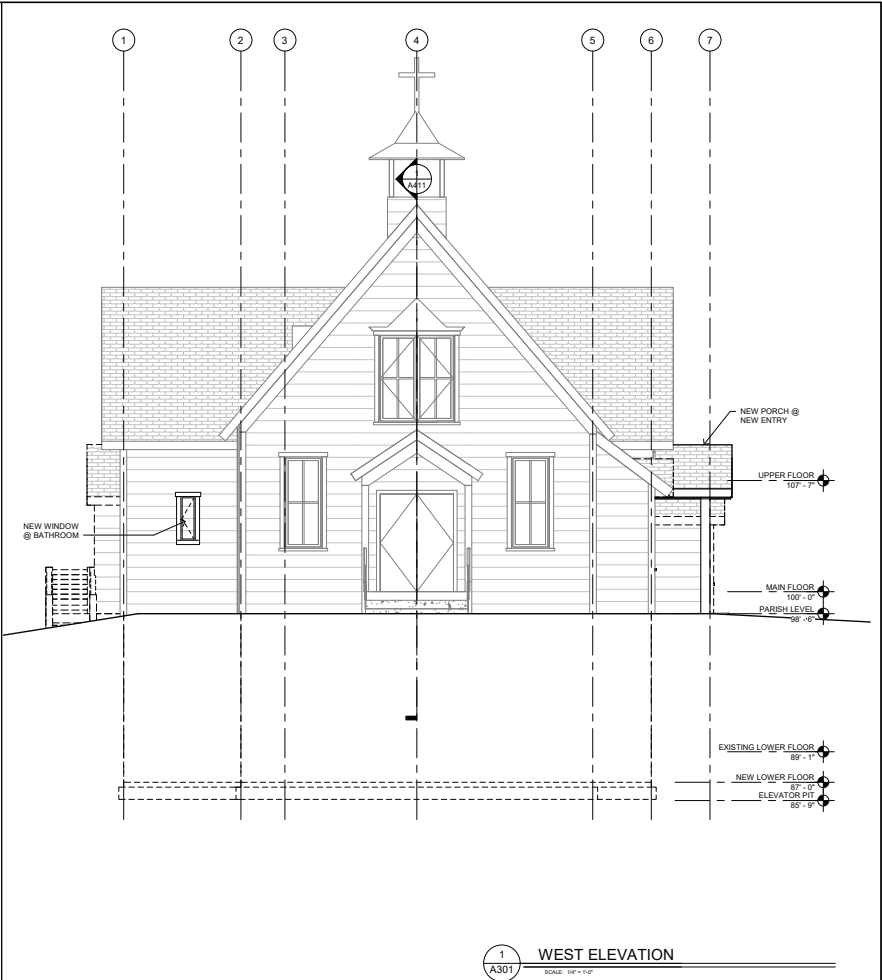 1 2 3 4 5 6 7
1
A411
NEW PORCH @
NEW ENTRY
UPPER FLOOR
107' - 7"
NEW WINDOW
@ BATHROOM
MAIN FLOOR
100' - 0"
PARISH LEVEL
98' - 6"
EXISTING LOWER FLOOR
89' - 1"
NEW LOWER FLOOR
87' - 0"
ELEVATOR PIT
85' - 9"
1
A301
WEST ELEVATION
SCALE: 1/4" = 1'-0"